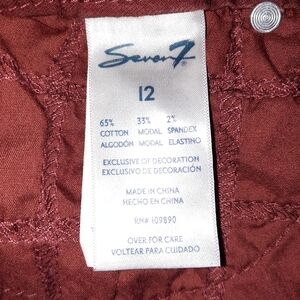 Seven7
12
65% 33% 2%
COTTON MODAL SPANDEX
ALGODÓN MODAL ELASTINO
EXCLUSIVE OF DECORATION
EXCLUSIVO DE DECORACIÓN
MADE IN CHINA
HECHO EN CHINA
RN# 109890
OVER FOR CARE
VOLTEAR PARA CUIDADO